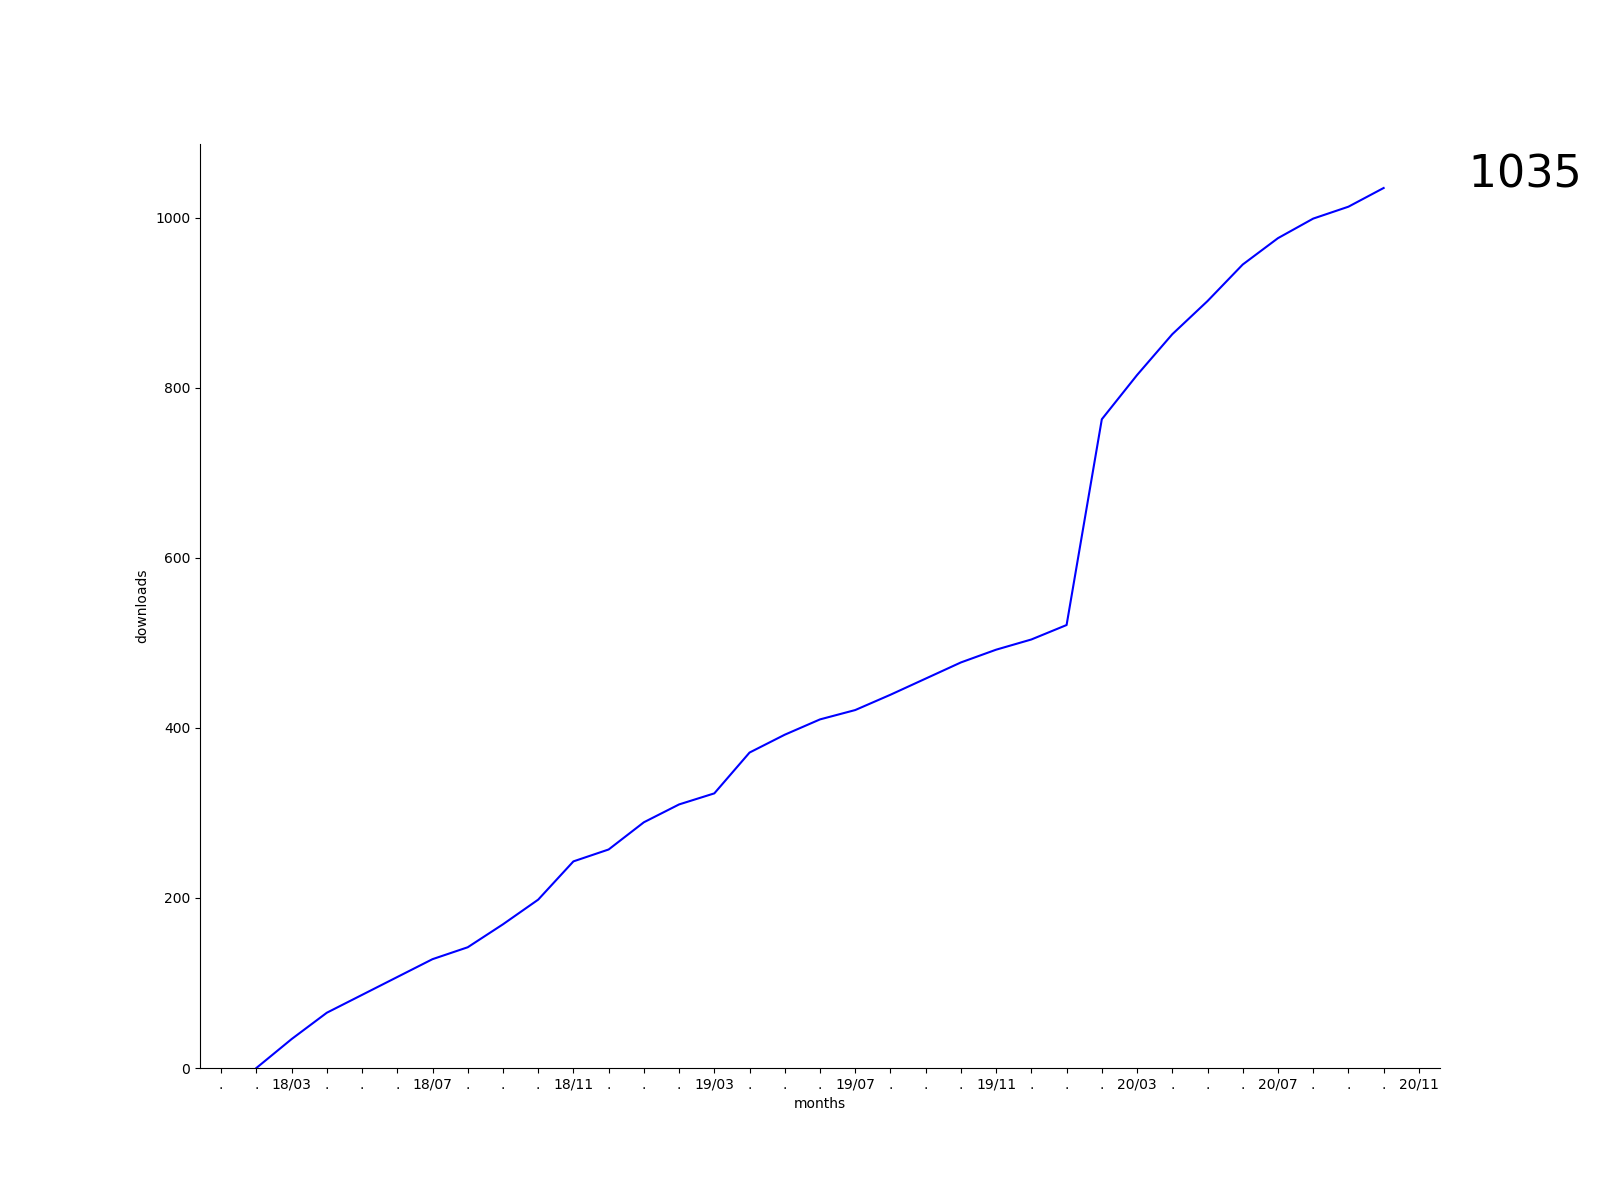 1035
1000
800
600
400
200
0
downloads
. . 18/03 . . . 18/07 . . . 18/11 . . . 19/03 . . . 19/07 . . . 19/11 . . . 20/03 . . . 20/07 . . . 20/11
months